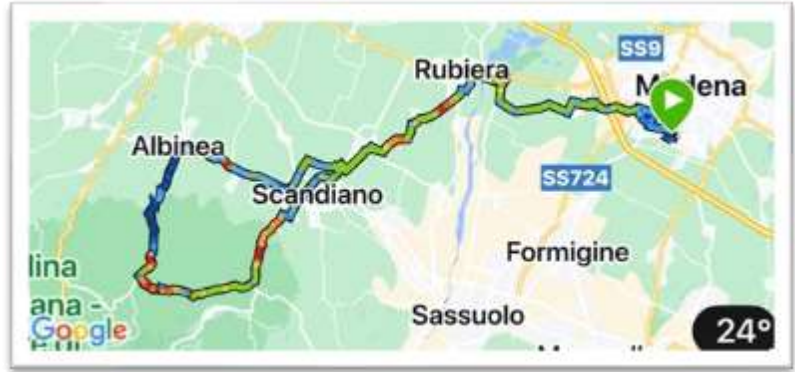 SS9
Rubiera
Modena
Albinea
SS724
Scandiano
Formigine
lina
ana -
Sassuolo
Google
24°